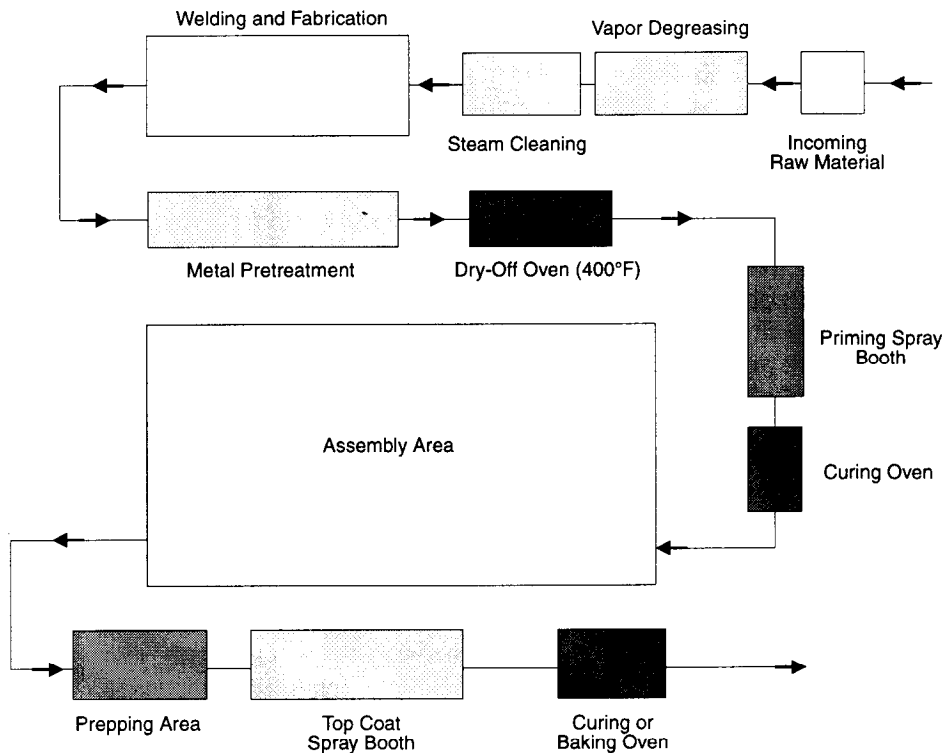 Welding and Fabrication
Vapor Degreasing
Steam Cleaning
Incoming
Raw Material
Metal Pretreatment
Dry-Off Oven (400°F)
Priming Spray
Booth
Assembly Area
Curing Oven
Prepping Area
Top Coat
Spray Booth
Curing or
Baking Oven